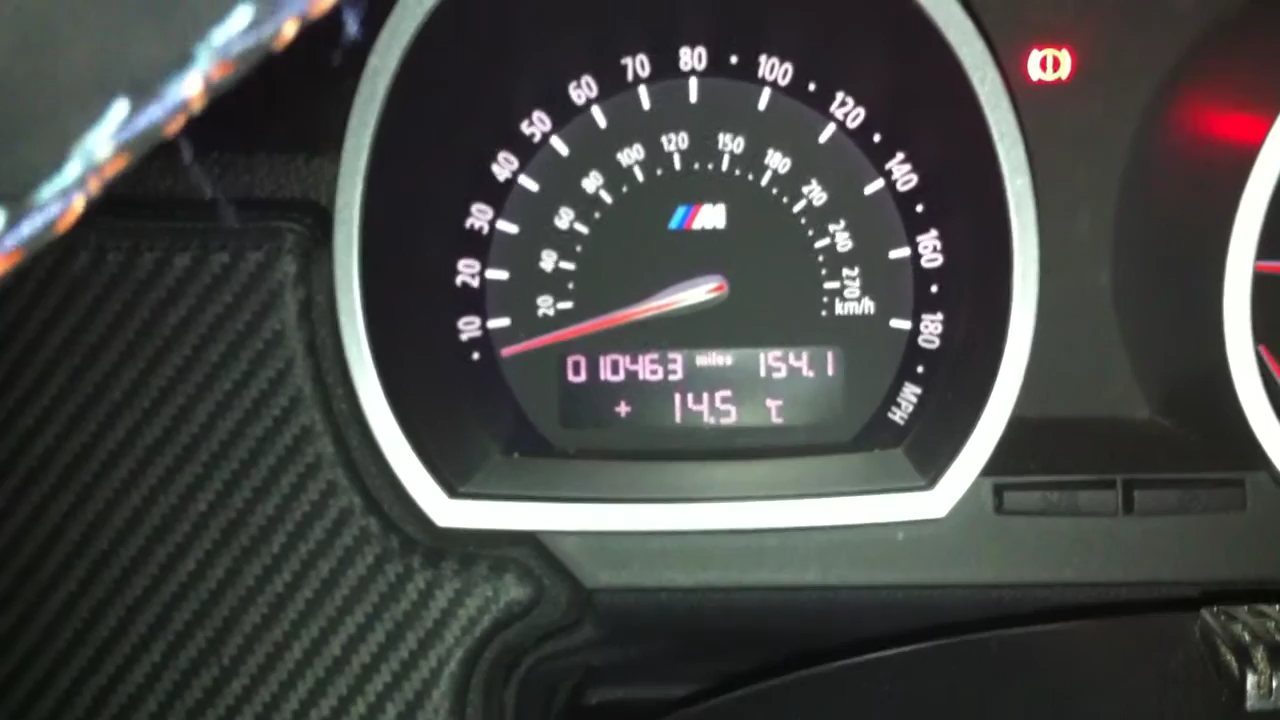 10 20 30 40 50 60 70 80 100 120 140 160 180 MPH
20 40 60 80 100 120 150 180 210 240 270 km/h
M
010463 miles 154.1
+ 14.5 °C